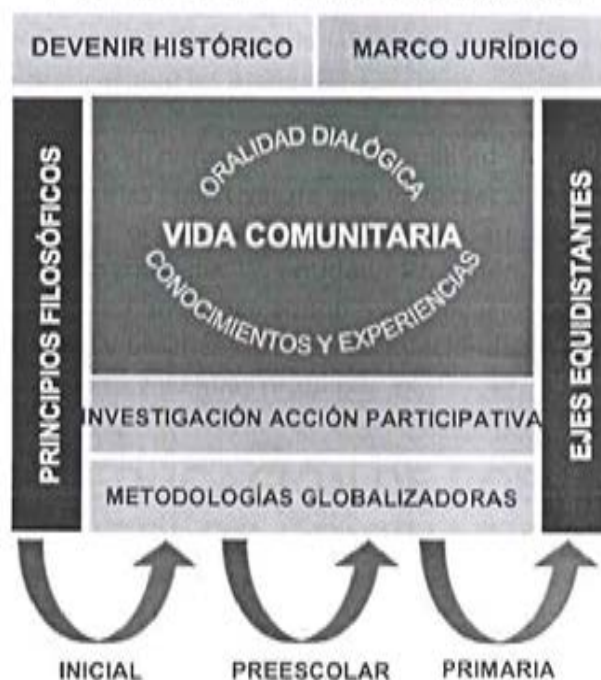 DEVENIR HISTÓRICO
MARCO JURÍDICO
PRINCIPIOS FILOSÓFICOS
ORALIDAD DIALÓGICA
VIDA COMUNITARIA
CONOCIMIENTOS Y EXPERIENCIAS
EJES EQUIDISTANTES
INVESTIGACIÓN ACCIÓN PARTICIPATIVA
METODOLOGÍAS GLOBALIZADORAS
INICIAL
PREESCOLAR
PRIMARIA